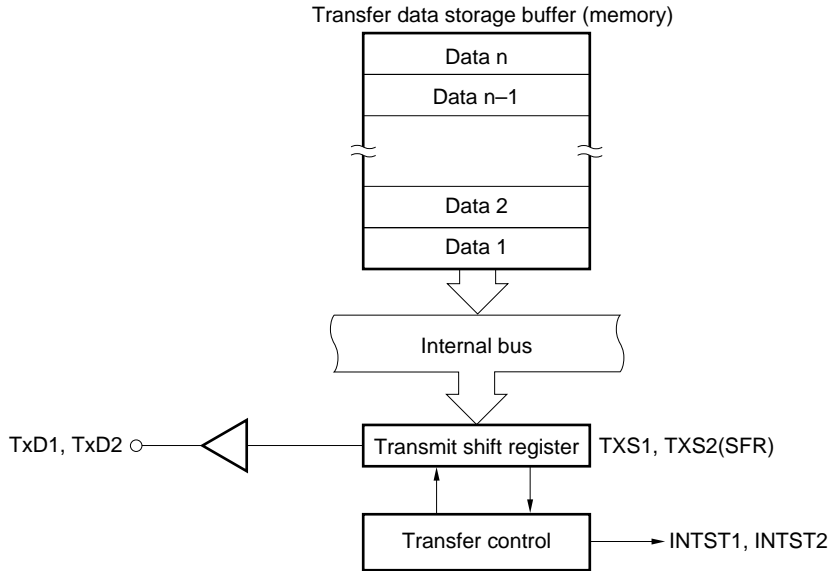 Transfer data storage buffer (memory)
Data n
Data n–1
Data 2
Data 1
Internal bus
TxD1, TxD2
Transmit shift register
TXS1, TXS2(SFR)
Transfer control
INTST1, INTST2